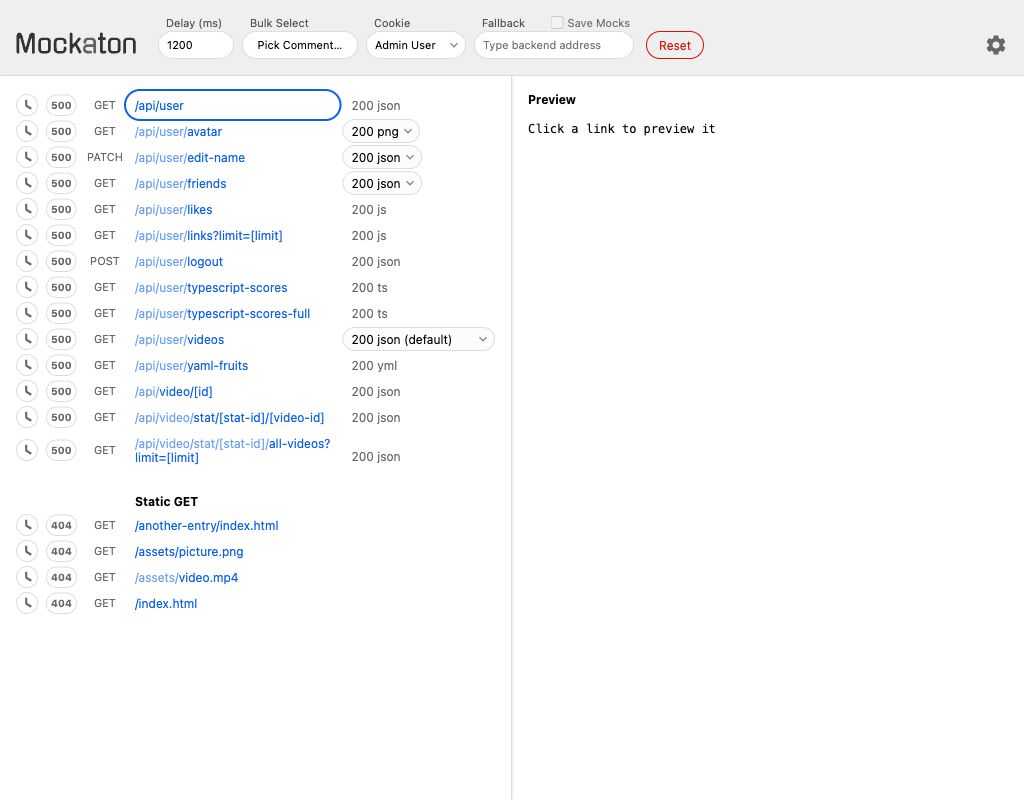 Mockaton
Delay (ms)
1200
Bulk Select
Pick Comment...
Cookie
Admin User
Fallback
Save Mocks
Type backend address
Reset
500 GET /api/user 200 json
500 GET /api/user/avatar 200 png
500 PATCH /api/user/edit-name 200 json
500 GET /api/user/friends 200 json
500 GET /api/user/likes 200 js
500 GET /api/user/links?limit=[limit] 200 js
500 POST /api/user/logout 200 json
500 GET /api/user/typescript-scores 200 ts
500 GET /api/user/typescript-scores-full 200 ts
500 GET /api/user/videos 200 json (default)
500 GET /api/user/yaml-fruits 200 yml
500 GET /api/video/[id] 200 json
500 GET /api/video/stat/[stat-id]/[video-id] 200 json
500 GET /api/video/stat/[stat-id]/all-videos?
limit=[limit] 200 json
Static GET
404 GET /another-entry/index.html
404 GET /assets/picture.png
404 GET /assets/video.mp4
404 GET /index.html
Preview
Click a link to preview it